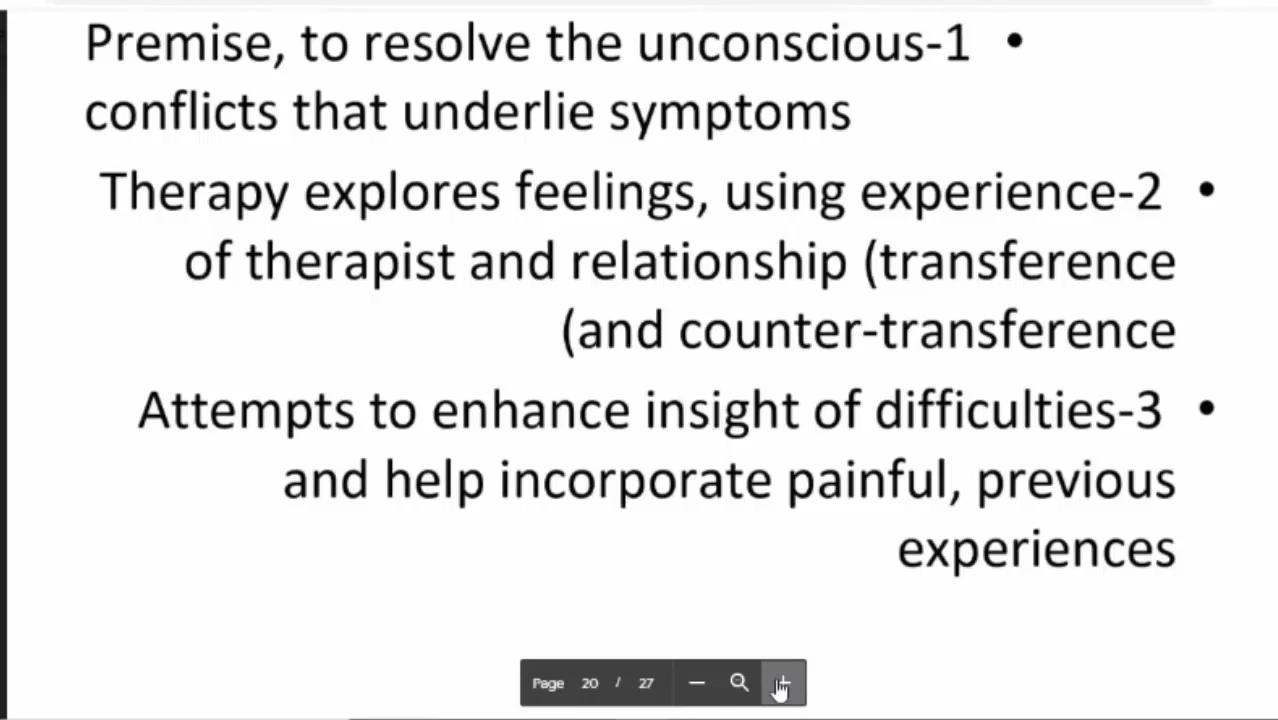 Premise, to resolve the unconscious-1 •
conflicts that underlie symptoms
Therapy explores feelings, using experience-2 •
of therapist and relationship (transference
(and counter-transference
Attempts to enhance insight of difficulties-3 •
and help incorporate painful, previous
experiences
Page 20 / 27